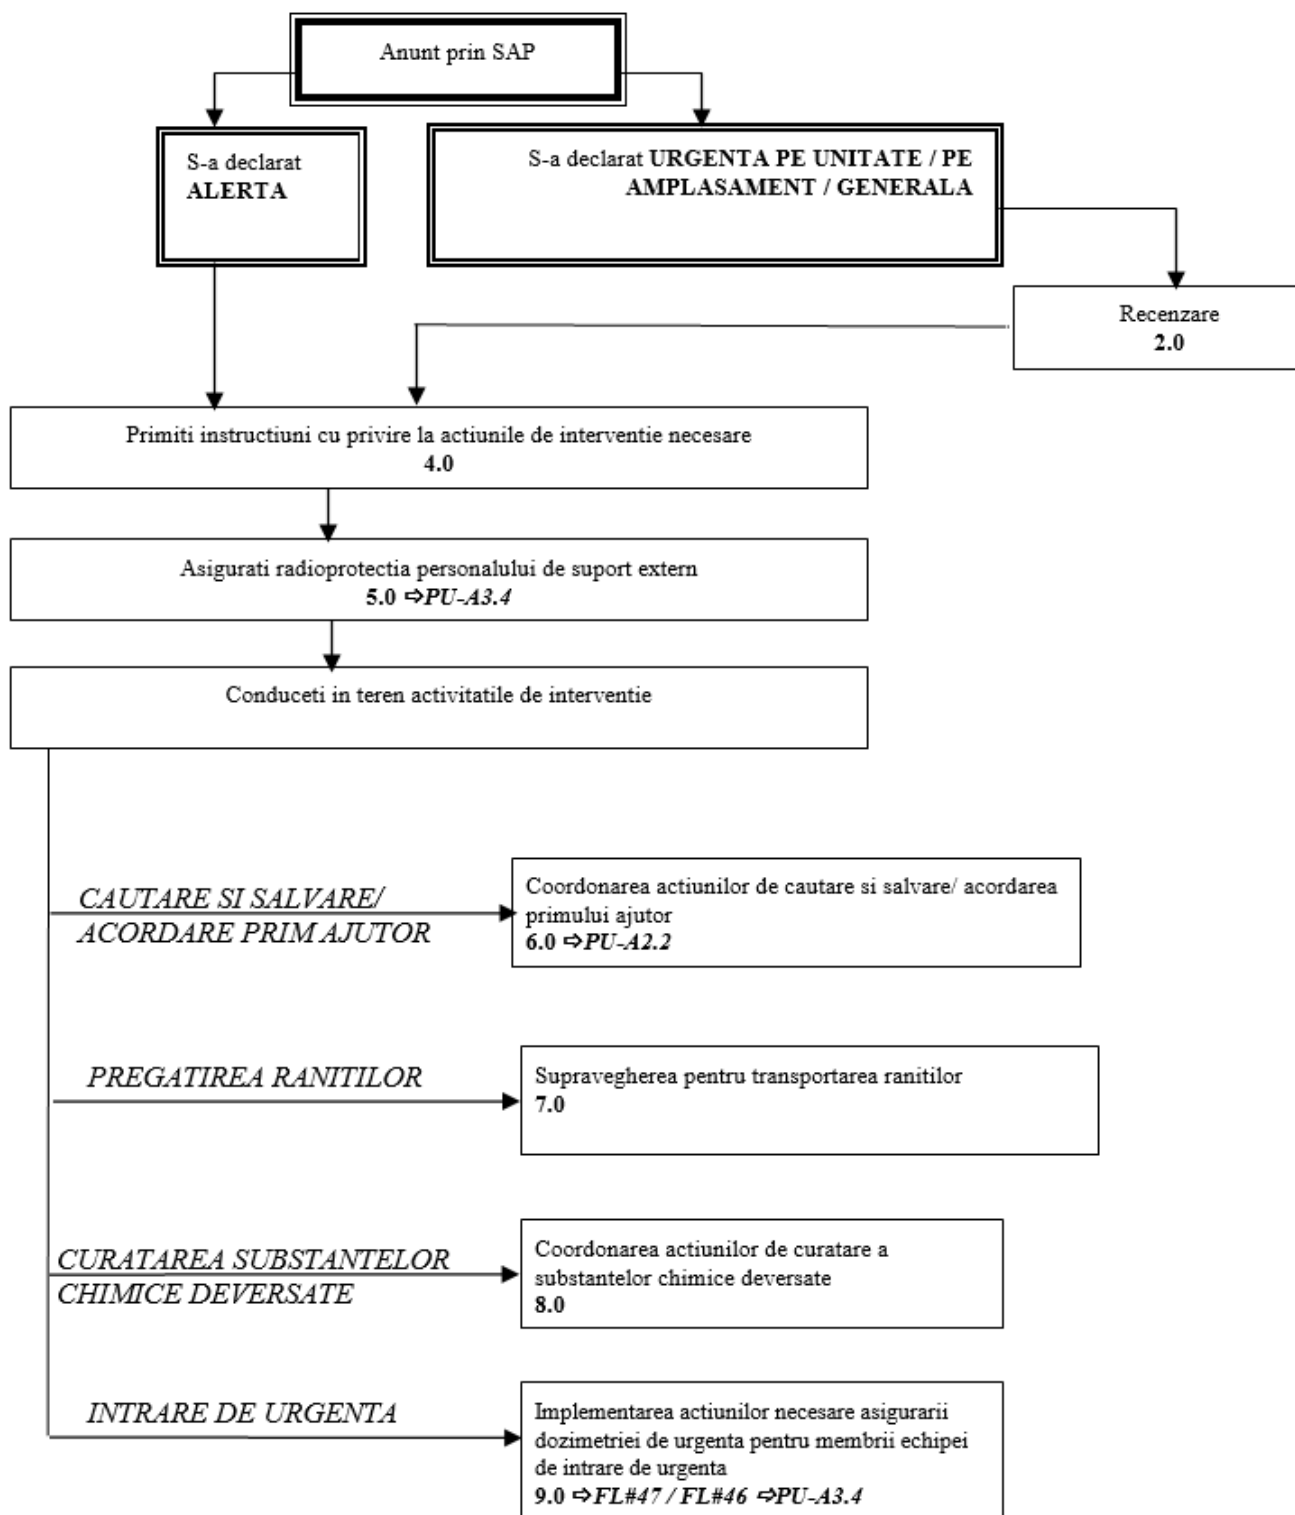 Anunt prin SAP
S-a declarat
ALERTA
S-a declarat URGENTA PE UNITATE / PE
AMPLASAMENT / GENERALA
Recenzare
2.0
Primiti instructiuni cu privire la actiunile de interventie necesare
4.0
Asigurati radioprotectia personalului de suport extern
5.0 ⇨PU-A3.4
Conduceti in teren activitatile de interventie
CAUTARE SI SALVARE/
ACORDARE PRIM AJUTOR
Coordonarea actiunilor de cautare si salvare/ acordarea
primului ajutor
6.0 ⇨PU-A2.2
PREGATIREA RANITILOR
Supravegherea pentru transportarea ranitilor
7.0
CURATAREA SUBSTANTELOR
CHIMICE DEVERSATE
Coordonarea actiunilor de curatare a
substantelor chimice deversate
8.0
INTRARE DE URGENTA
Implementarea actiunilor necesare asigurarii
dozimetriei de urgenta pentru membrii echipei
de intrare de urgenta
9.0 ⇨FL#47 / FL#46 ⇨PU-A3.4